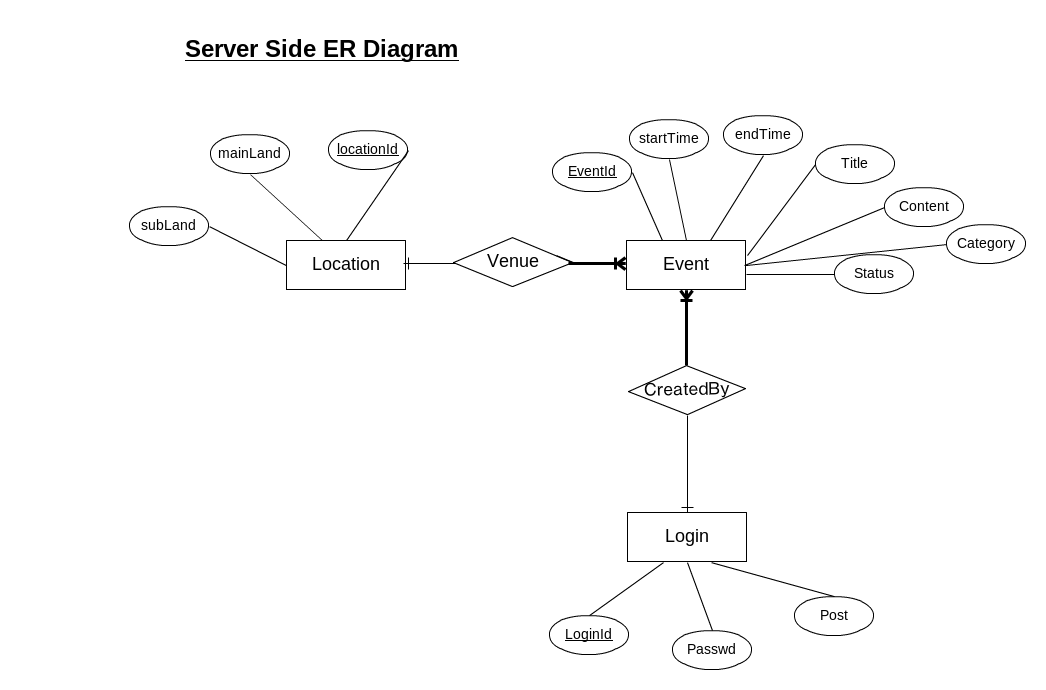 Server Side ER Diagram
mainLand
locationId
subLand
startTime
endTime
EventId
Title
Content
Category
Status
Location
Venue
Event
CreatedBy
Login
LoginId
Passwd
Post